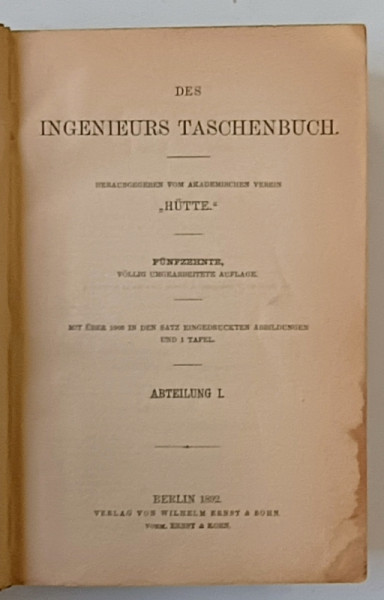 DES
INGENIEURS TASCHENBUCH.
HERAUSGEGEBEN VOM AKADEMISCHEN VEREIN
„HÜTTE.“
FÜNFZEHNTE,
VÖLLIG UMGEARBEITETE AUFLAGE.
MIT ÜBER IN DEN SATZ EINGEDRUCKTEN ABBILDUNGEN
UND 1 TAFEL.
ABTEILUNG I.
BERLIN 1892.
VERLAG VON WILHELM ERNST & SOHN.
VORM. ERNST & KORN.